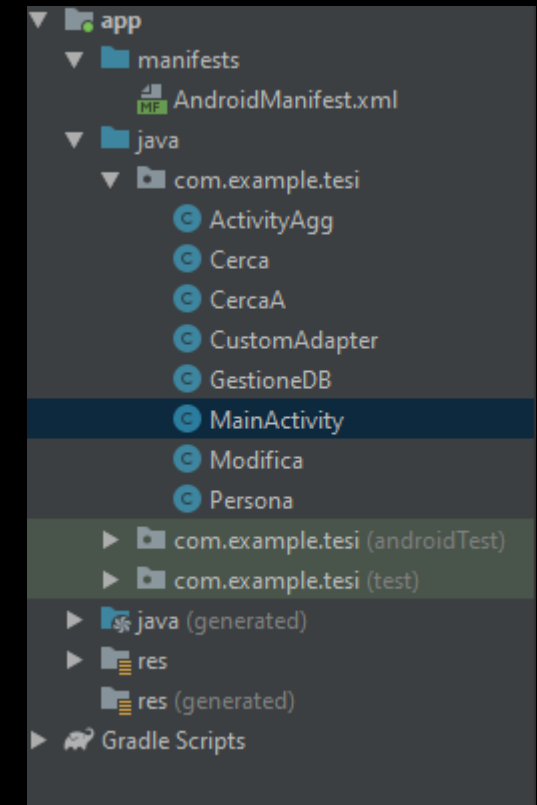 app
manifests
MF AndroidManifest.xml
java
com.example.tesi
C ActivityAgg
C Cerca
C CercaA
C CustomAdapter
C GestioneDB
C MainActivity
C Modifica
C Persona
com.example.tesi (androidTest)
com.example.tesi (test)
java (generated)
res
res (generated)
Gradle Scripts